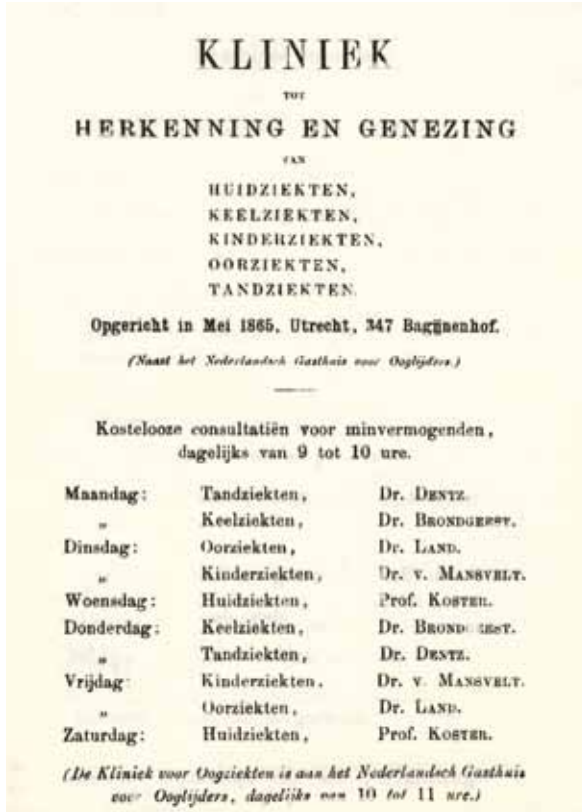 KLINIEK
TOT
HERKENNING EN GENEZING
VAN
HUIDZIEKTEN,
KEELZIEKTEN,
KINDERZIEKTEN,
OORZIEKTEN,
TANDZIEKTEN.
Opgericht in Mei 1865, Utrecht, 347 Bagijnenhof.
(Naast het Nederlandsch Gasthuis voor Ooglijders.)
Kostelooze consultatiën voor minvermogenden,
dagelijks van 9 tot 10 ure.
Maandag: Tandziekten, Dr. DENTZ.
„ Keelziekten, Dr. BRONDGEEST.
Dinsdag: Oorziekten, Dr. LAND.
„ Kinderziekten, Dr. V. MANSVELT.
Woensdag: Huidziekten, Prof. KOSTER.
Donderdag: Keelziekten, Dr. BRONDGEEST.
„ Tandziekten, Dr. DENTZ.
Vrijdag: Kinderziekten, Dr. V. MANSVELT.
„ Oorziekten, Dr. LAND.
Zaturdag: Huidziekten, Prof. KOSTER.
(De Kliniek voor Oogziekten is aan het Nederlandsch Gasthuis
voor Ooglijders, dagelijks van 10 tot 11 ure.)